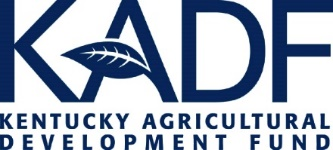 KADF
KENTUCKY AGRICULTURAL
DEVELOPMENT FUND